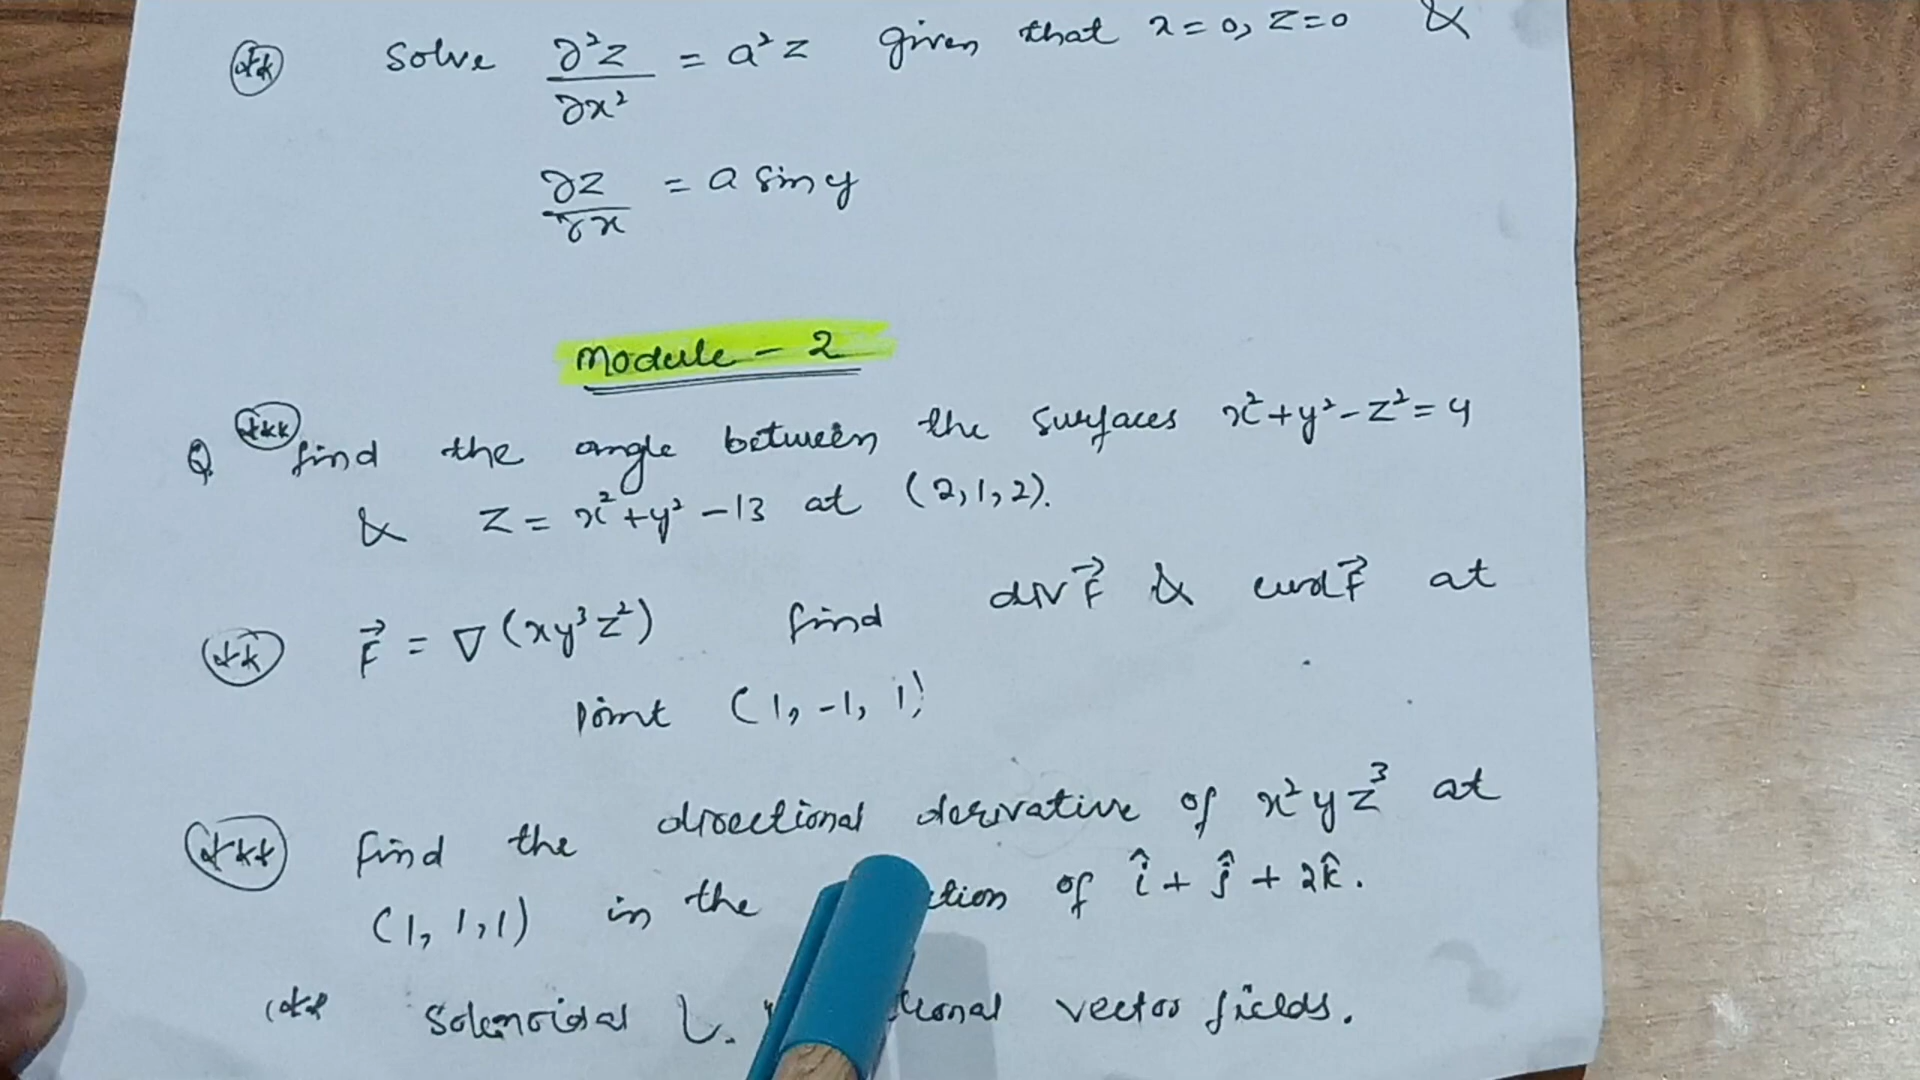 ** Solve ∂²z/∂x² = a²z given that x=0, z=0 &
∂z/∂x = a sin y
Module - 2
Q *** find the angle between the surfaces x²+y²-z²=4
& z = x²+y²-13 at (2,1,2).
** F⃗ = ∇(xy³z²) find div F⃗ & curl F⃗ at
point (1,-1,1)
*** find the directional derivative of x²yz³ at
(1,1,1) in the ction of î+ĵ+2k̂.
** Solenoidal tional vector fields.